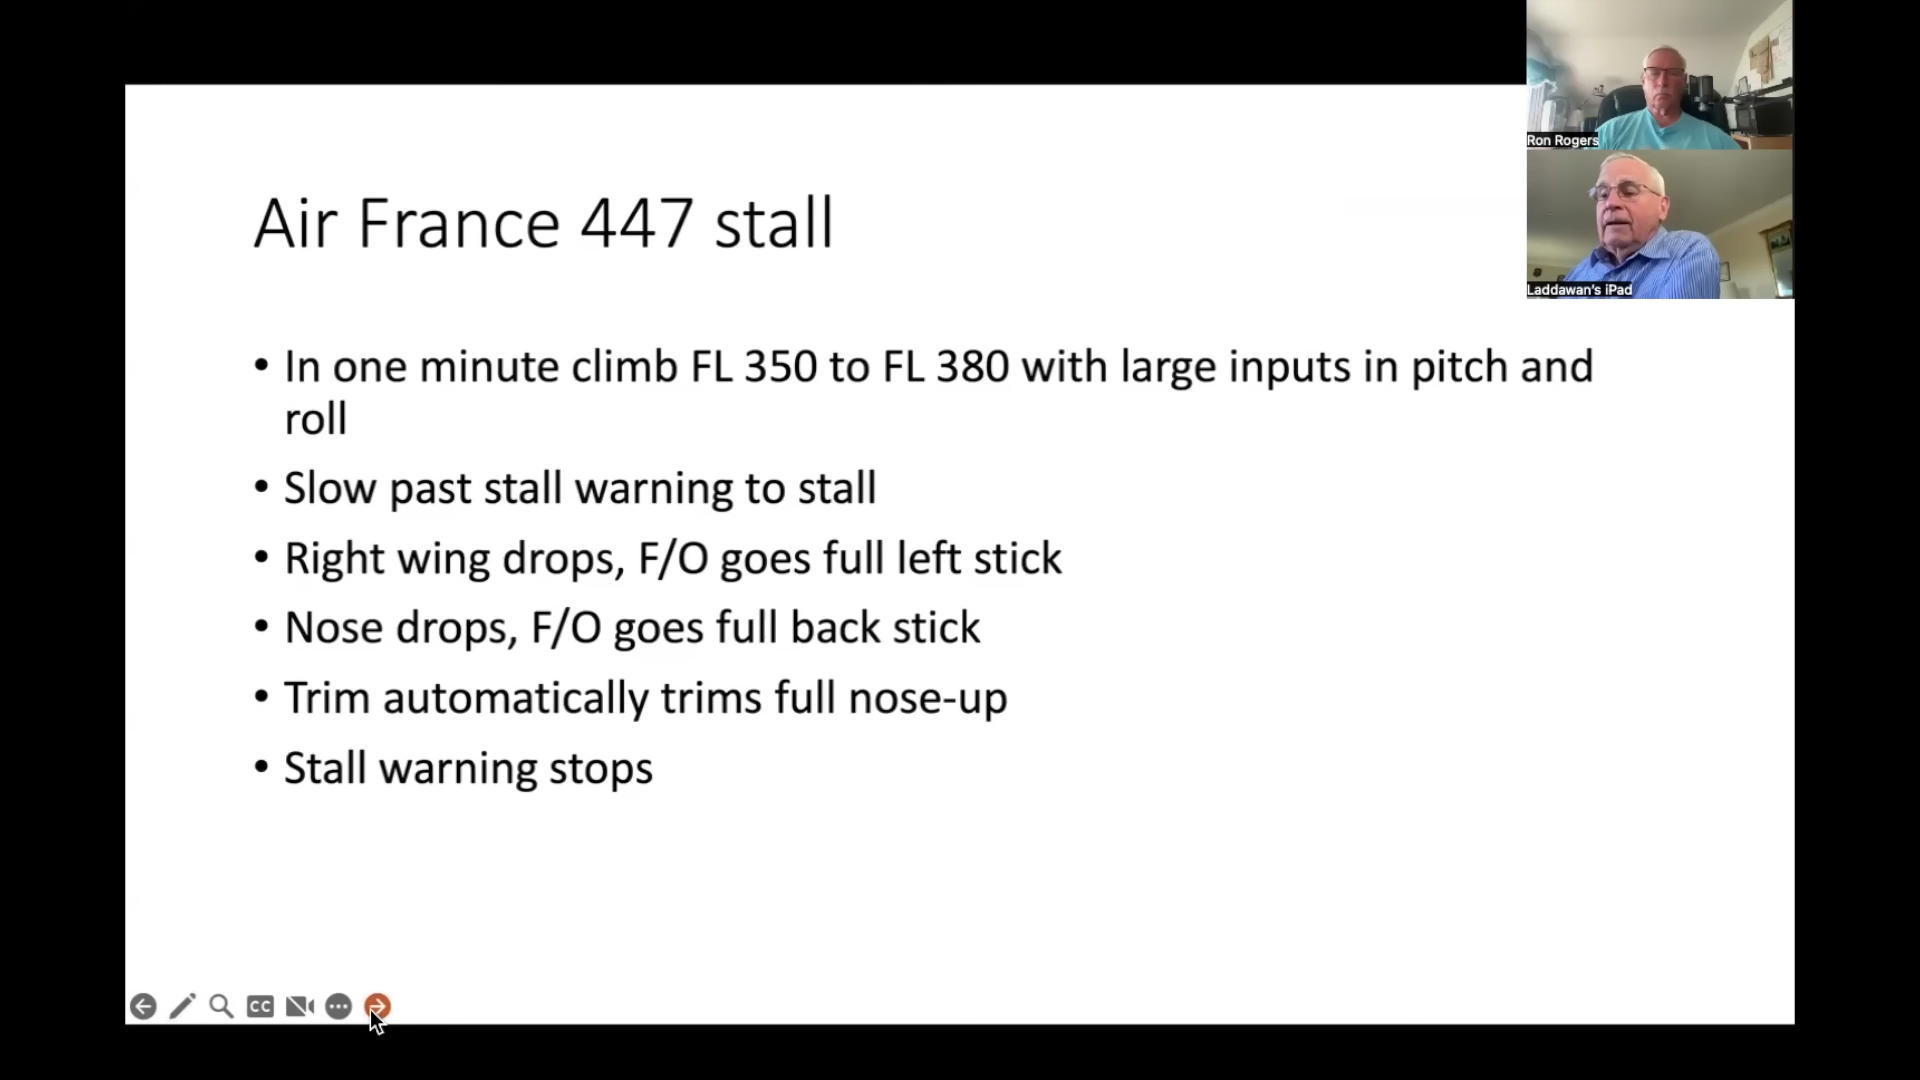 Ron Rogers
Laddawan's iPad
Air France 447 stall
• In one minute climb FL 350 to FL 380 with large inputs in pitch and
roll
• Slow past stall warning to stall
• Right wing drops, F/O goes full left stick
• Nose drops, F/O goes full back stick
• Trim automatically trims full nose-up
• Stall warning stops
CC